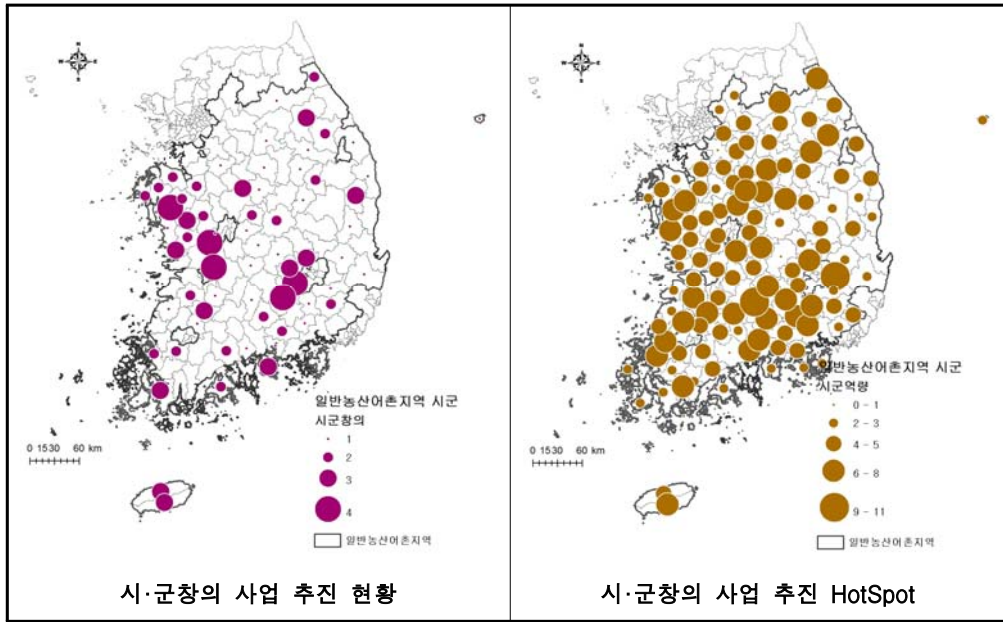 N
W E
S
일반농산어촌지역 시군
시군창의
1
2
3
4
일반농산어촌지역
0 1530 60 km
시·군창의 사업 추진 현황
N
W E
S
일반농산어촌지역 시군
시군역량
0 - 1
2 - 3
4 - 5
6 - 8
9 - 11
일반농산어촌지역
0 1530 60 km
시·군창의 사업 추진 HotSpot